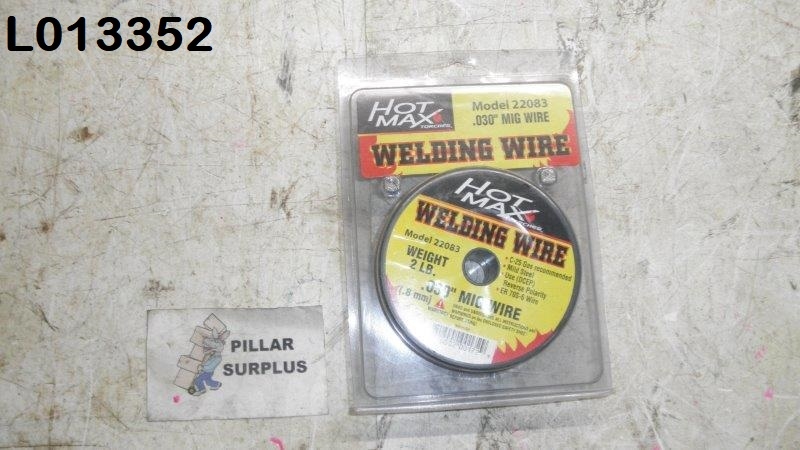 L013352
HOT
MAX
TORCHES
Model 22083
.030" MIG WIRE
WELDING WIRE
HOT
MAX
TORCHES
WELDING WIRE
Model 22083
WEIGHT
2 LB.
• C-25 Gas recommended
• Mild Steel
• Use (DCEP)
Reverse Polarity
• ER 70S-6 Wire
.030" MIG WIRE
(.8 mm)
PILLAR
SURPLUS